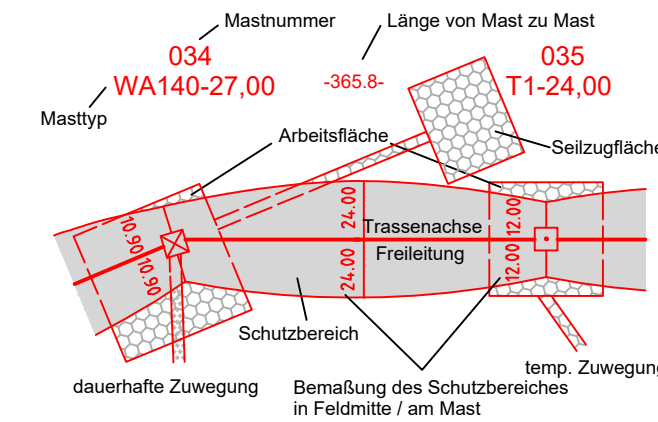 Mastnummer
Länge von Mast zu Mast
034
035
WA140-27,00
-365.8-
T1-24,00
Masttyp
Arbeitsfläche
Seilzugfläche
10.90
10.90
24.00
24.00
12.00
12.00
Trassenachse
Freileitung
Schutzbereich
temp. Zuwegung
dauerhafte Zuwegung
Bemaßung des Schutzbereiches
in Feldmitte / am Mast